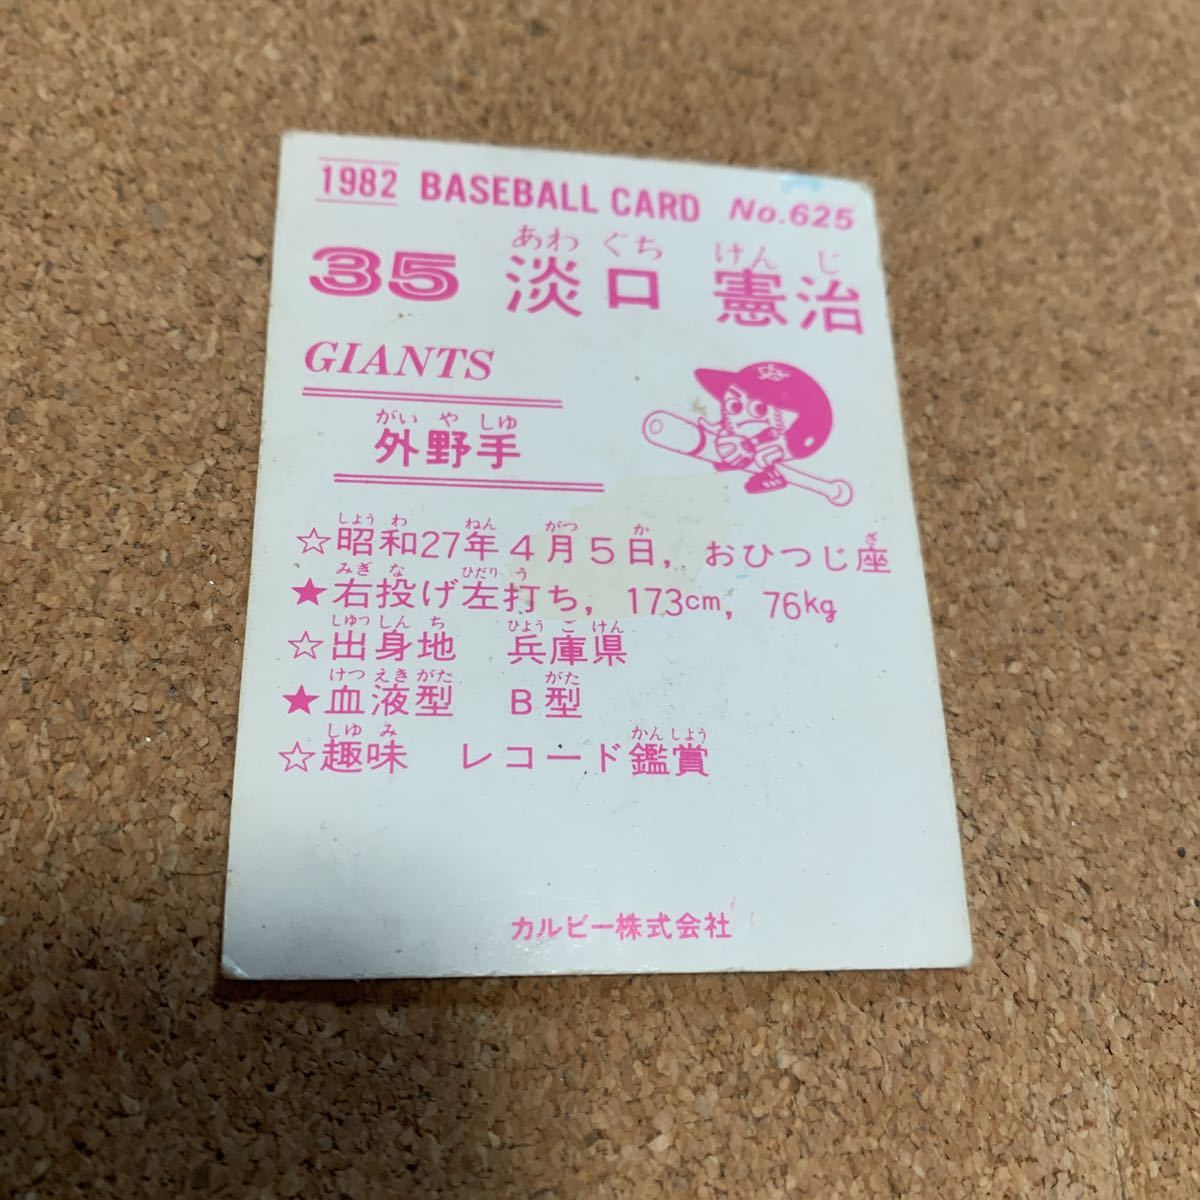 1982 BASEBALL CARD No.625
あわ ぐち けん じ
35 淡口 憲治
GIANTS
がい や しゅ
外野手
しょう わ ねん がつ か ざ
☆昭和27年4月5日, おひつじ座
みぎ な ひだり う
★右投げ左打ち, 173cm, 76kg
しゅっ しん ち ひょう ご けん
☆出身地 兵庫県
けつ えき がた がた
★血液型 B型
しゅ み かん しょう
☆趣味 レコード鑑賞
カルビー株式会社